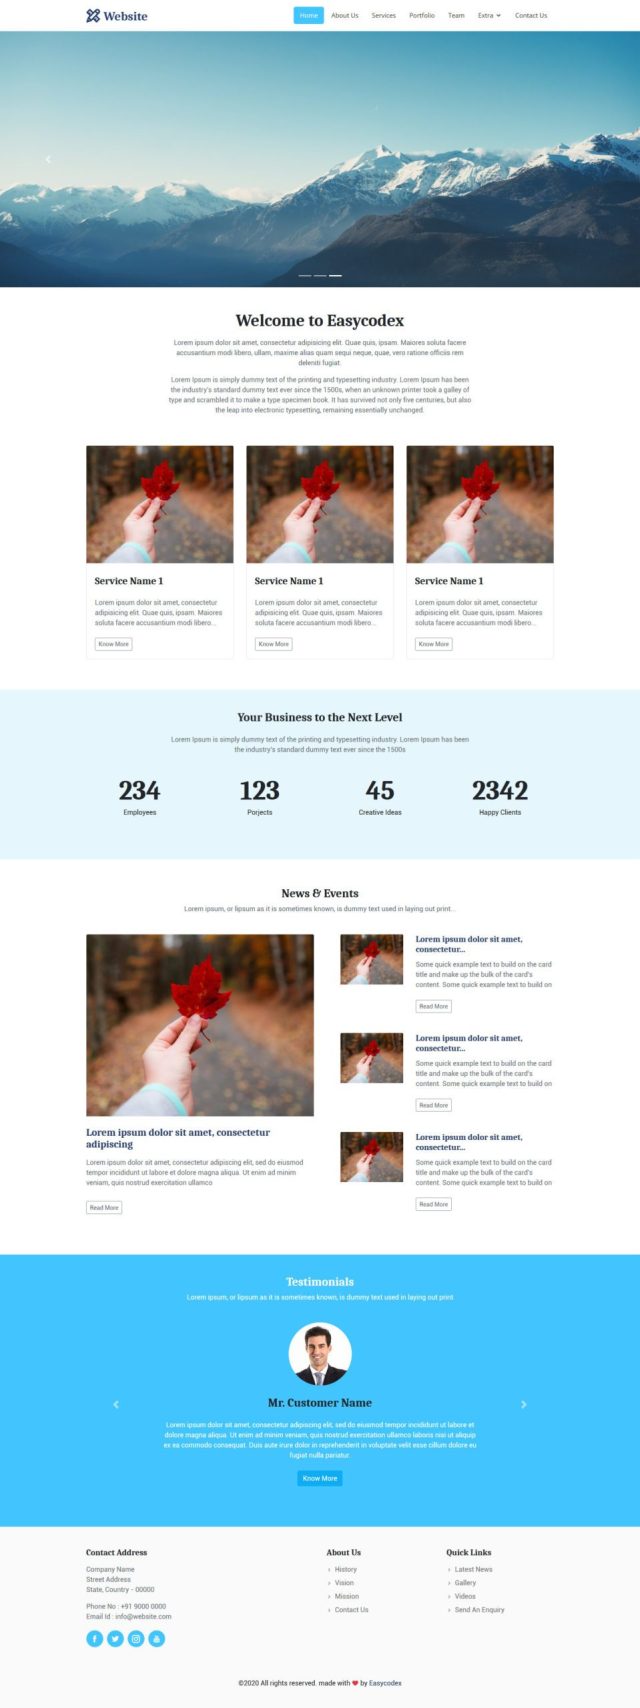 Website
Home About Us Services Portfolio Team Extra Contact Us
Welcome to Easycodex
Lorem ipsum dolor sit amet, consectetur adipisicing elit. Quae quis, ipsam. Maiores soluta facere
accusantium modi libero, ullam, maxime alias quam sequi neque, quae, vero ratione officiis rem
deleniti fugiat.
Lorem Ipsum is simply dummy text of the printing and typesetting industry. Lorem Ipsum has been
the industry's standard dummy text ever since the 1500s, when an unknown printer took a galley of
type and scrambled it to make a type specimen book. It has survived not only five centuries, but also
the leap into electronic typesetting, remaining essentially unchanged.
Service Name 1
Lorem ipsum dolor sit amet, consectetur
adipisicing elit. Quae quis, ipsam. Maiores
soluta facere accusantium modi libero...
Know More
Service Name 1
Lorem ipsum dolor sit amet, consectetur
adipisicing elit. Quae quis, ipsam. Maiores
soluta facere accusantium modi libero...
Know More
Service Name 1
Lorem ipsum dolor sit amet, consectetur
adipisicing elit. Quae quis, ipsam. Maiores
soluta facere accusantium modi libero...
Know More
Your Business to the Next Level
Lorem Ipsum is simply dummy text of the printing and typesetting industry. Lorem Ipsum has been
the industry's standard dummy text ever since the 1500s
234 123 45 2342
Employees Porjects Creative Ideas Happy Clients
News & Events
Lorem ipsum, or lipsum as it is sometimes known, is dummy text used in laying out print...
Lorem ipsum dolor sit amet, consectetur
adipiscing
Lorem ipsum dolor sit amet, consectetur adipiscing elit, sed do eiusmod
tempor incididunt ut labore et dolore magna aliqua. Ut enim ad minim
veniam, quis nostrud exercitation ullamco
Read More
Lorem ipsum dolor sit amet,
consectetur...
Some quick example text to build on the card
title and make up the bulk of the card's
content. Some quick example text to build on
Read More
Lorem ipsum dolor sit amet,
consectetur...
Some quick example text to build on the card
title and make up the bulk of the card's
content. Some quick example text to build on
Read More
Lorem ipsum dolor sit amet,
consectetur...
Some quick example text to build on the card
title and make up the bulk of the card's
content. Some quick example text to build on
Read More
Testimonials
Lorem ipsum, or lipsum as it is sometimes known, is dummy text used in laying out print
Mr. Customer Name
Lorem ipsum dolor sit amet, consectetur adipiscing elit, sed do eiusmod tempor incididunt ut labore et
dolore magna aliqua. Ut enim ad minim veniam, quis nostrud exercitation ullamco laboris nisi ut aliquip
ex ea commodo consequat. Duis aute irure dolor in reprehenderit in voluptate velit esse cillum dolore eu
fugiat nulla pariatur.
Know More
Contact Address
Company Name
Street Address
State, Country - 00000
Phone No : +91 9000 0000
Email Id : info@website.com
About Us
History
Vision
Mission
Contact Us
Quick Links
Latest News
Gallery
Videos
Send An Enquiry
©2020 All rights reserved. made with ❤ by Easycodex